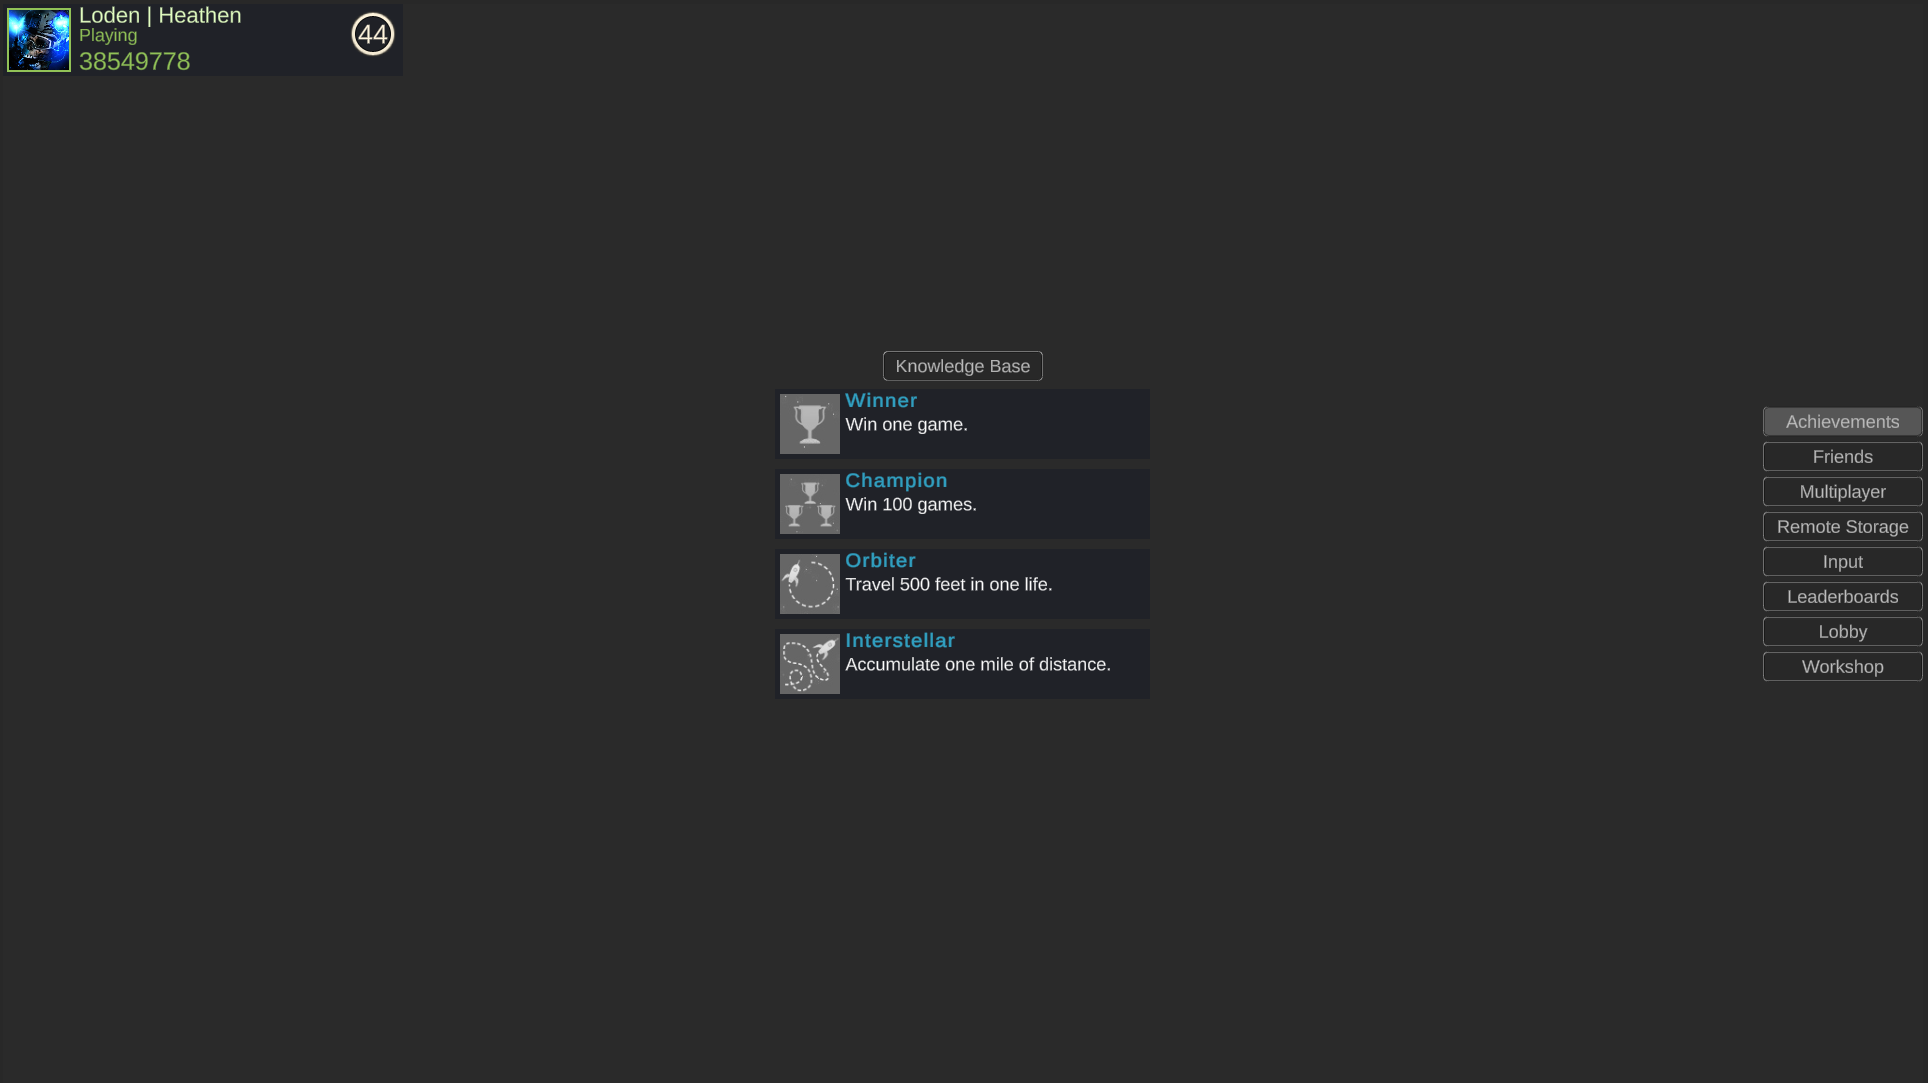 Loden | Heathen
Playing
38549778
44
Knowledge Base
Winner
Win one game.
Champion
Win 100 games.
Orbiter
Travel 500 feet in one life.
Interstellar
Accumulate one mile of distance.
Achievements
Friends
Multiplayer
Remote Storage
Input
Leaderboards
Lobby
Workshop